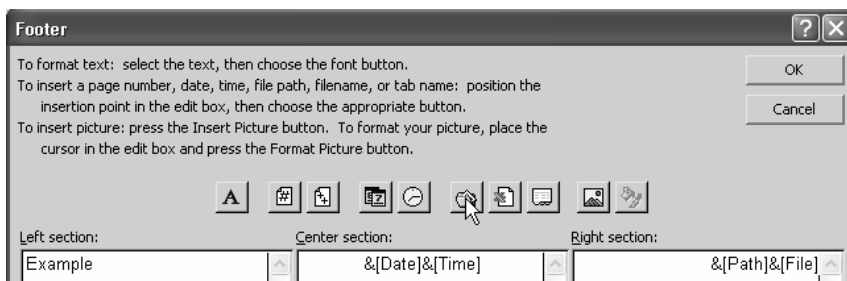 Footer
To format text: select the text, then choose the font button.
To insert a page number, date, time, file path, filename, or tab name: position the
insertion point in the edit box, then choose the appropriate button.
To insert picture: press the Insert Picture button. To format your picture, place the
cursor in the edit box and press the Format Picture button.
OK
Cancel
A
Left section:
Center section:
Right section:
Example
&[Date]&[Time]
&[Path]&[File]